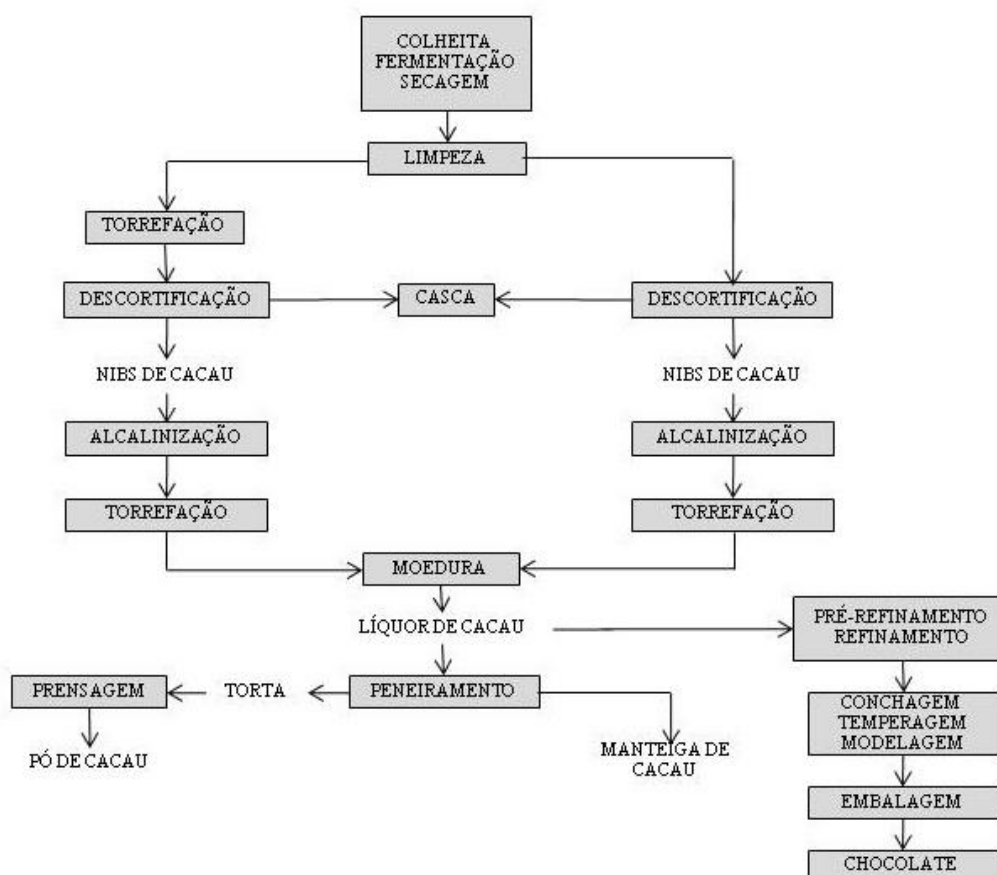 COLHEITA
FERMENTAÇÃO
SECAGEM
LIMPEZA
TORREFAÇÃO
DESCORTIFICAÇÃO
CASCA
DESCORTIFICAÇÃO
NIBS DE CACAU
NIBS DE CACAU
ALCALINIZAÇÃO
ALCALINIZAÇÃO
TORREFAÇÃO
TORREFAÇÃO
MOEDURA
LÍQUOR DE CACAU
PRÉ-REFINAMENTO
REFINAMENTO
PRENSAGEM
TORTA
PENEIRAMENTO
CONCHAGEM
TEMPERAGEM
MODELAGEM
PÓ DE CACAU
MANTEIGA DE
CACAU
EMBALAGEM
CHOCOLATE